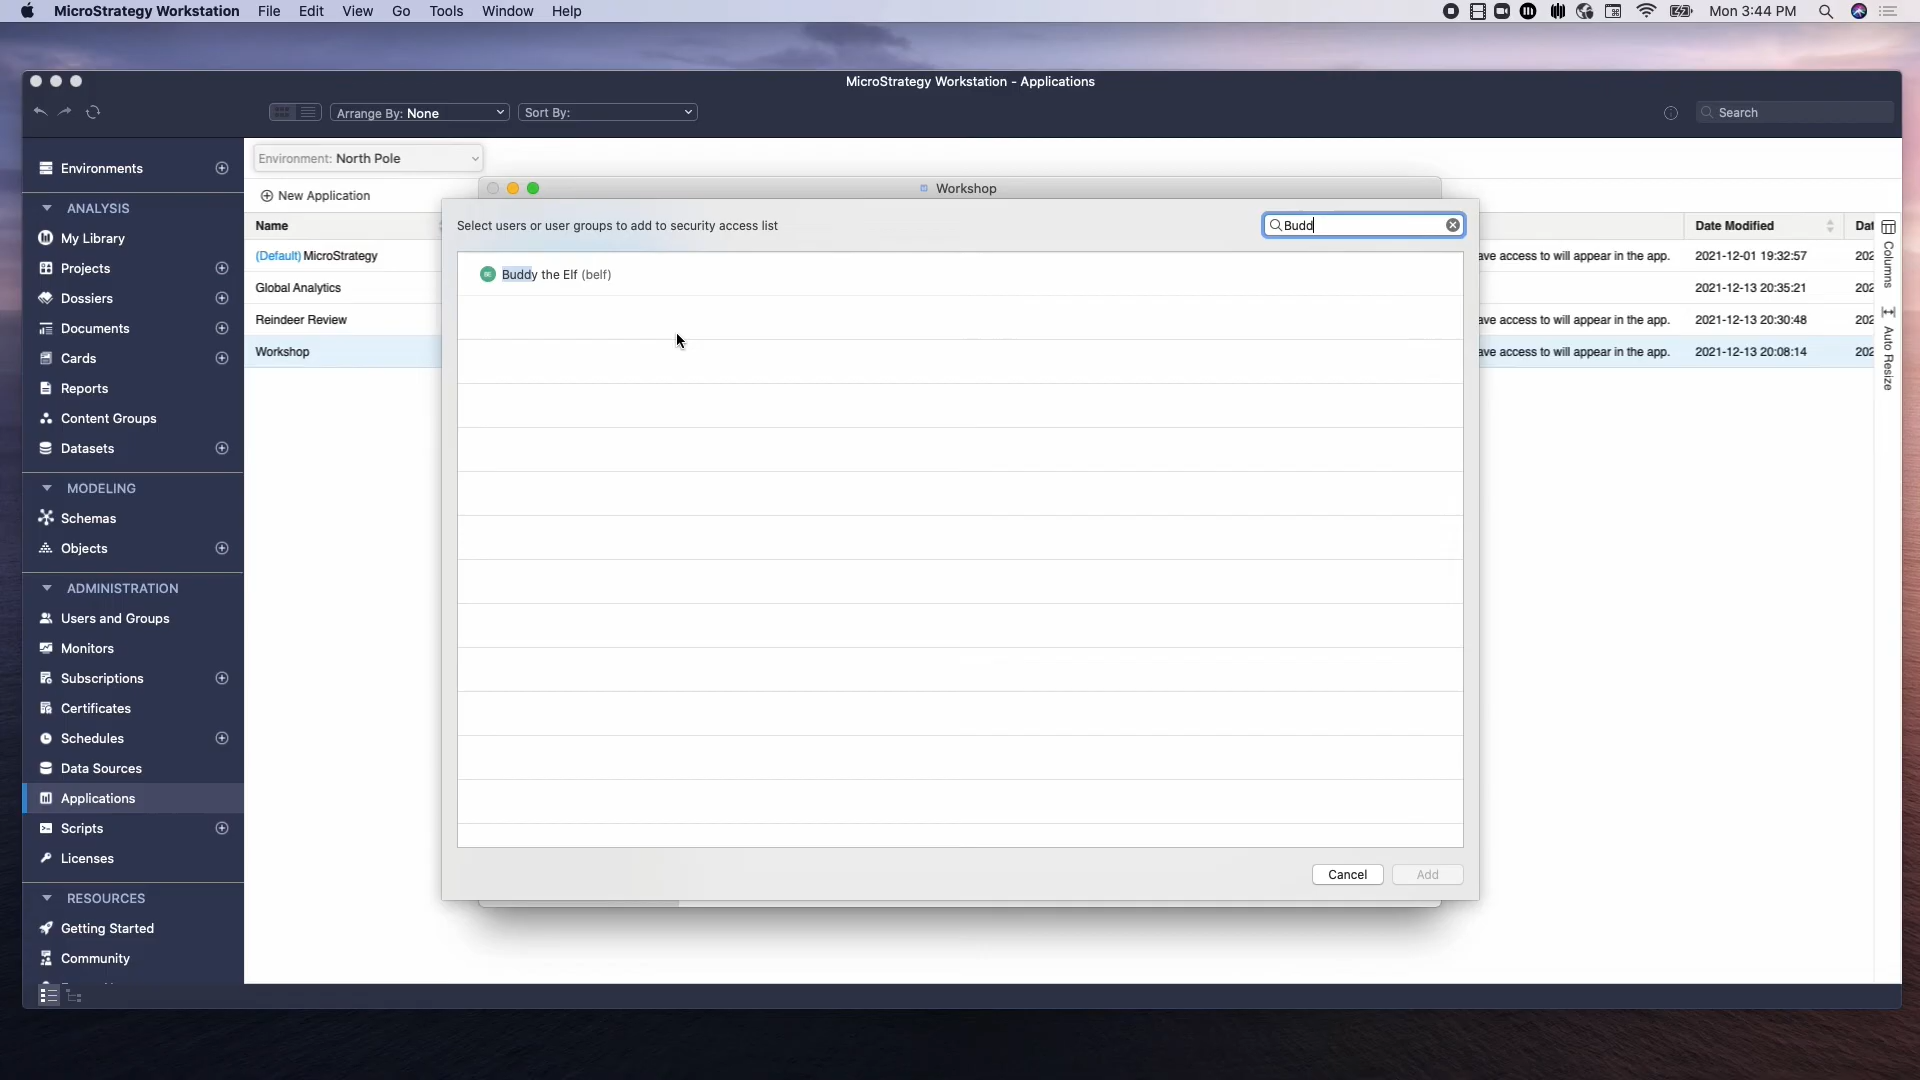 MicroStrategy Workstation File Edit View Go Tools Window Help Mon 3:44 PM
MicroStrategy Workstation - Applications
Arrange By: None Sort By: Search
Environments
ANALYSIS
My Library
Projects
Dossiers
Documents
Cards
Reports
Content Groups
Datasets
MODELING
Schemas
Objects
ADMINISTRATION
Users and Groups
Monitors
Subscriptions
Certificates
Schedules
Data Sources
Applications
Scripts
Licenses
RESOURCES
Getting Started
Community
Environment: North Pole
New Application
Workshop
Name Date Modified Dat
(Default) MicroStrategy ave access to will appear in the app. 2021-12-01 19:32:57 202
Global Analytics 2021-12-13 20:35:21 202
Reindeer Review ave access to will appear in the app. 2021-12-13 20:30:48 202
Workshop ave access to will appear in the app. 2021-12-13 20:08:14 202
Columns
Auto Resize
Select users or user groups to add to security access list Budd
Buddy the Elf (belf)
Cancel Add